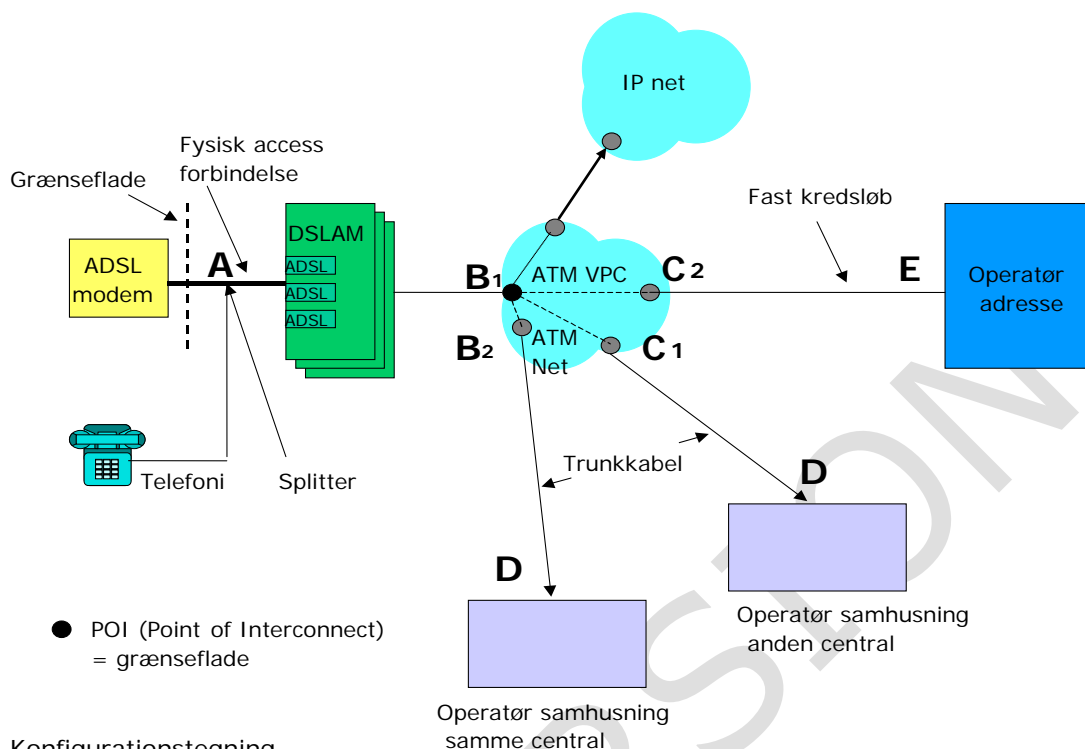 IP net
Fysisk access
forbindelse
Grænseflade
Fast kredsløb
DSLAM
ADSL
modem
A
ADSL
ADSL
ADSL
B1
ATM VPC
C2
E
Operatør
adresse
B2
ATM
Net
C1
Telefoni
Splitter
Trunkkabel
D
D
POI (Point of Interconnect)
= grænseflade
Operatør samhusning
anden central
Operatør samhusning
samme central
Konfigurationstegning